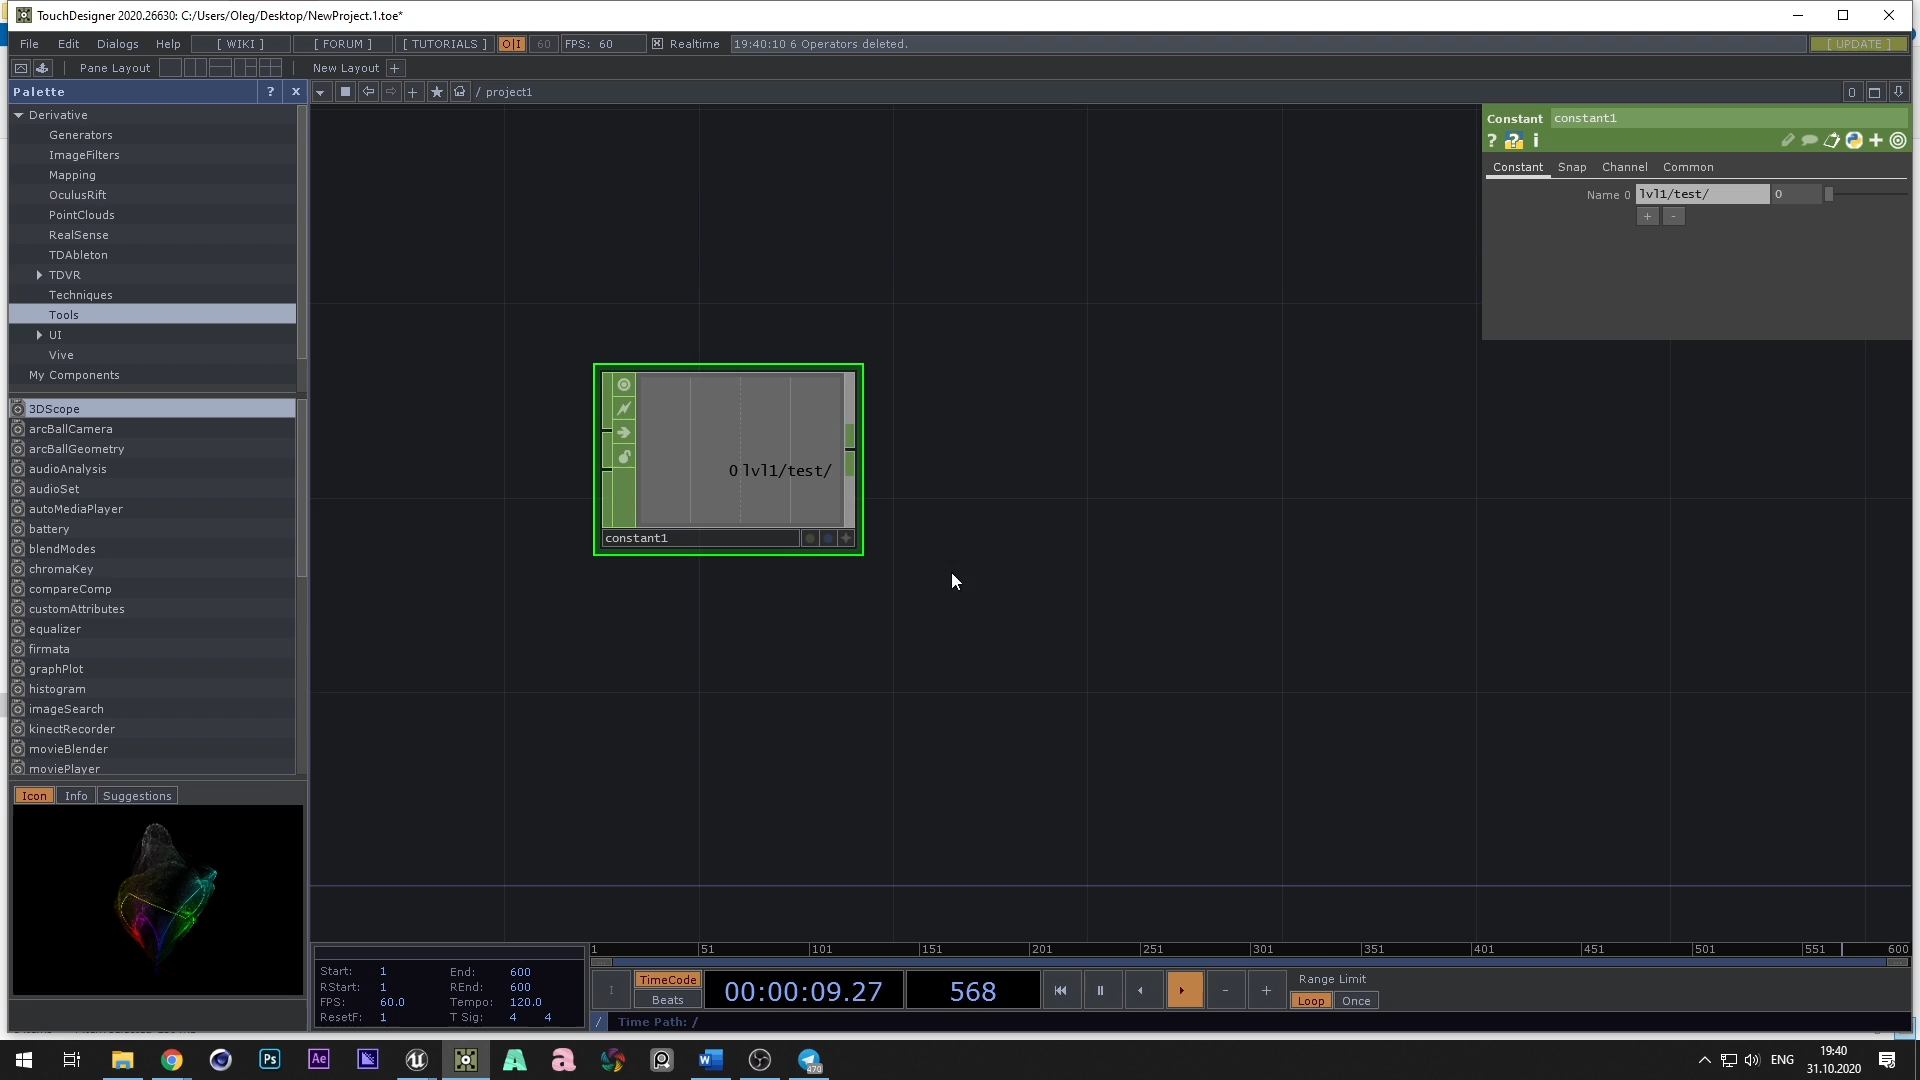 TouchDesigner 2020.26630: C:/Users/Oleg/Desktop/NewProject.1.toe*
File Edit Dialogs Help [ WIKI ] [ FORUM ] [ TUTORIALS ] O|I 60 FPS: 60 Realtime 19:40:10 6 Operators deleted. [ UPDATE ]
Pane Layout New Layout +
Palette ? x / project1 0
Derivative
Generators
ImageFilters
Mapping
OculusRift
PointClouds
RealSense
TDAbleton
TDVR
Techniques
Tools
UI
Vive
My Components
3DScope
arcBallCamera
arcBallGeometry
audioAnalysis
audioSet
autoMediaPlayer
battery
blendModes
chromaKey
compareComp
customAttributes
equalizer
firmata
graphPlot
histogram
imageSearch
kinectRecorder
movieBlender
moviePlayer
Icon Info Suggestions
0 lvl1/test/
constant1
Constant constant1
? ? i
Constant Snap Channel Common
Name 0 lvl1/test/ 0
+ -
1 51 101 151 201 251 301 351 401 451 501 551 600
Start: 1 End: 600
RStart: 1 REnd: 600
FPS: 60.0 Tempo: 120.0
ResetF: 1 T Sig: 4 4
TimeCode
Beats
00:00:09.27 568
- +
Range Limit
Loop Once
/ Time Path: /
Ps Ae W 470
ENG 19:40
31.10.2020